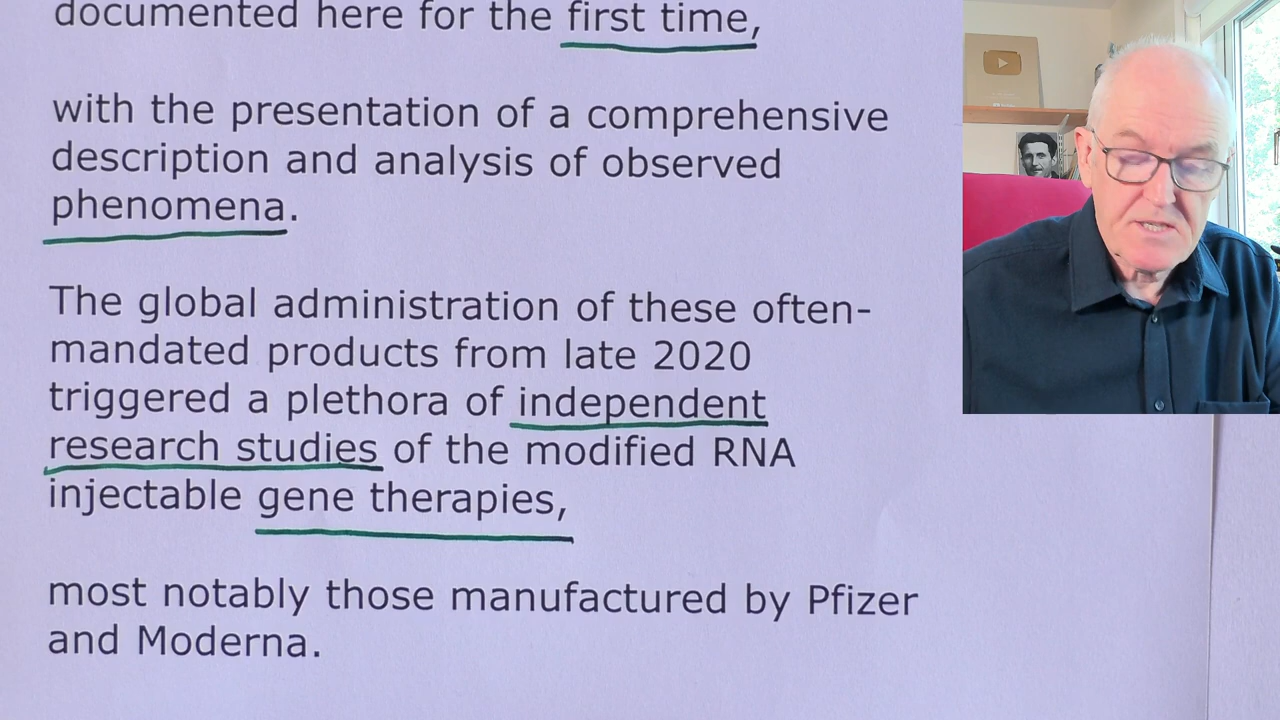 documented here for the first time,
with the presentation of a comprehensive
description and analysis of observed
phenomena.
The global administration of these often-
mandated products from late 2020
triggered a plethora of independent
research studies of the modified RNA
injectable gene therapies,
most notably those manufactured by Pfizer
and Moderna.